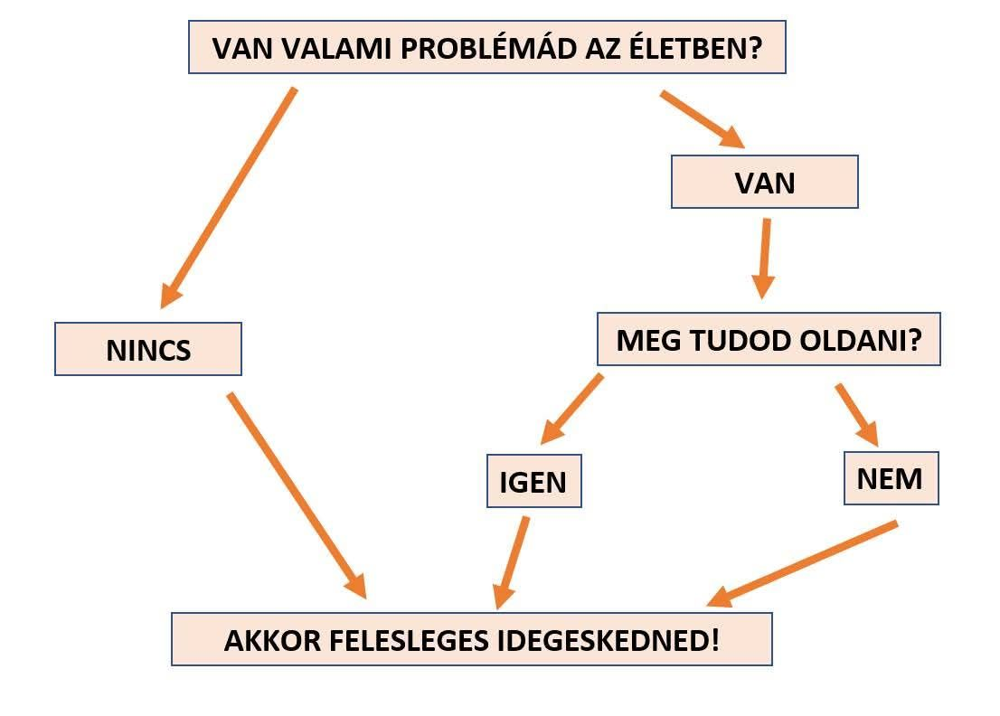 VAN VALAMI PROBLÉMÁD AZ ÉLETBEN?
VAN
NINCS
MEG TUDOD OLDANI?
IGEN
NEM
AKKOR FELESLEGES IDEGESKEDNED!